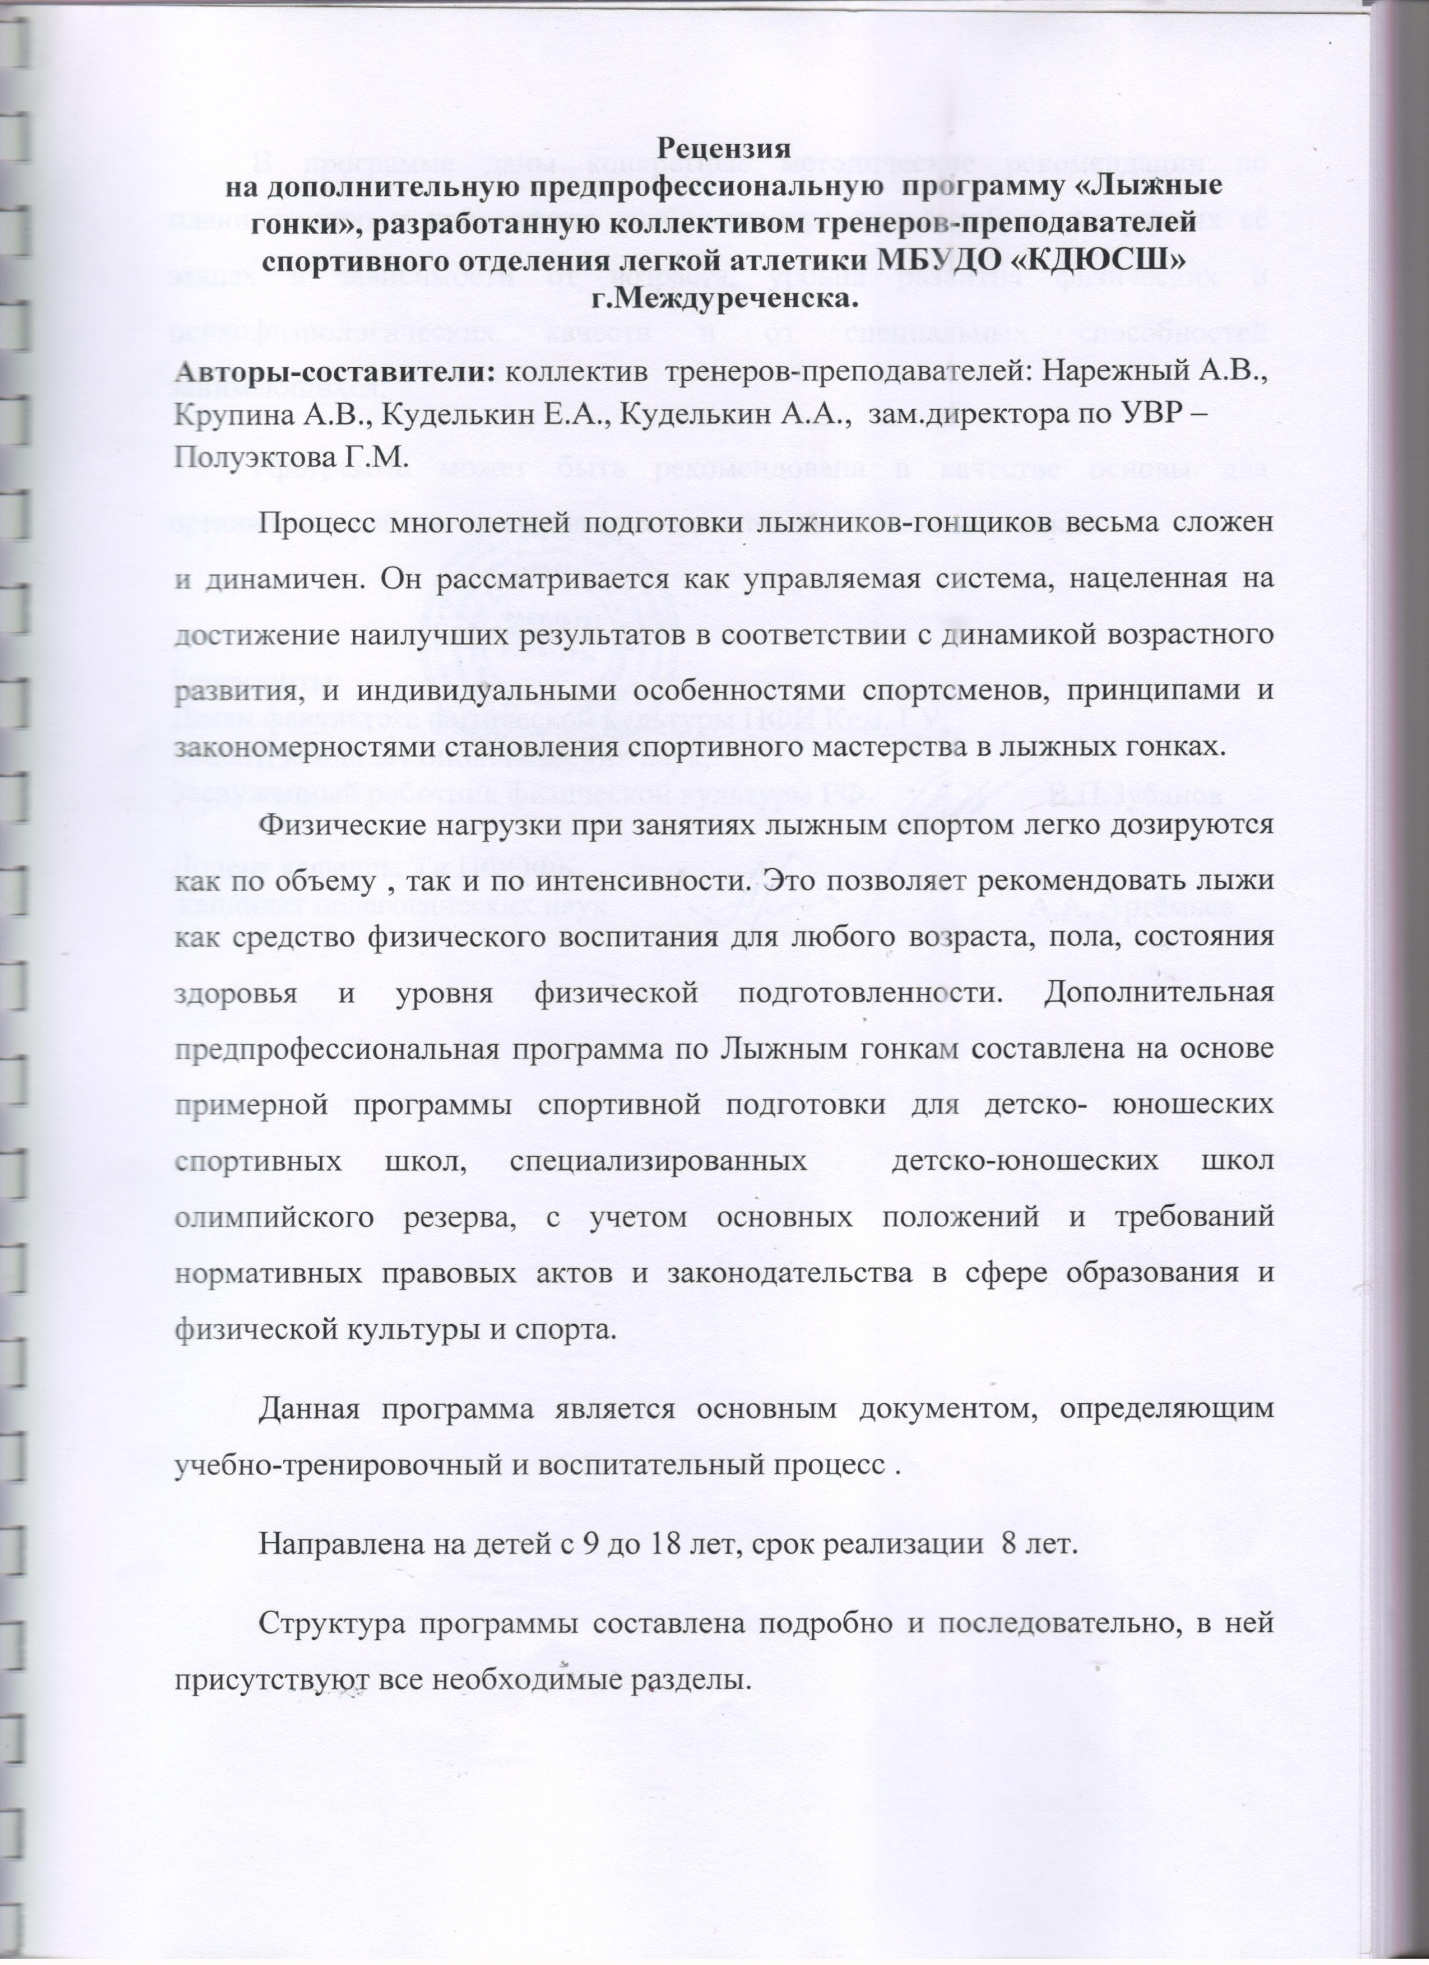 Рецензия
на дополнительную предпрофессиональную программу «Лыжные
гонки», разработанную коллективом тренеров-преподавателей
спортивного отделения легкой атлетики МБУДО «КДЮСШ»
г.Междуреченска.
Авторы-составители: коллектив тренеров-преподавателей: Нарежный А.В.,
Крупина А.В., Куделькин Е.А., Куделькин А.А., зам.директора по УВР –
Полуэктова Г.М.
Процесс многолетней подготовки лыжников-гонщиков весьма сложен
и динамичен. Он рассматривается как управляемая система, нацеленная на
достижение наилучших результатов в соответствии с динамикой возрастного
развития, и индивидуальными особенностями спортсменов, принципами и
закономерностями становления спортивного мастерства в лыжных гонках.
Физические нагрузки при занятиях лыжным спортом легко дозируются
как по объему , так и по интенсивности. Это позволяет рекомендовать лыжи
как средство физического воспитания для любого возраста, пола, состояния
здоровья и уровня физической подготовленности. Дополнительная
предпрофессиональная программа по Лыжным гонкам составлена на основе
примерной программы спортивной подготовки для детско- юношеских
спортивных школ, специализированных детско-юношеских школ
олимпийского резерва, с учетом основных положений и требований
нормативных правовых актов и законодательства в сфере образования и
физической культуры и спорта.
Данная программа является основным документом, определяющим
учебно-тренировочный и воспитательный процесс .
Направлена на детей с 9 до 18 лет, срок реализации 8 лет.
Структура программы составлена подробно и последовательно, в ней
присутствуют все необходимые разделы.